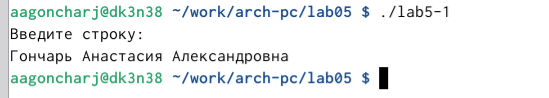 aagoncharj@dk3n38 ~/work/arch-pc/lab05 $ ./lab5-1
Введите строку:
Гончарь Анастасия Александровна
aagoncharj@dk3n38 ~/work/arch-pc/lab05 $